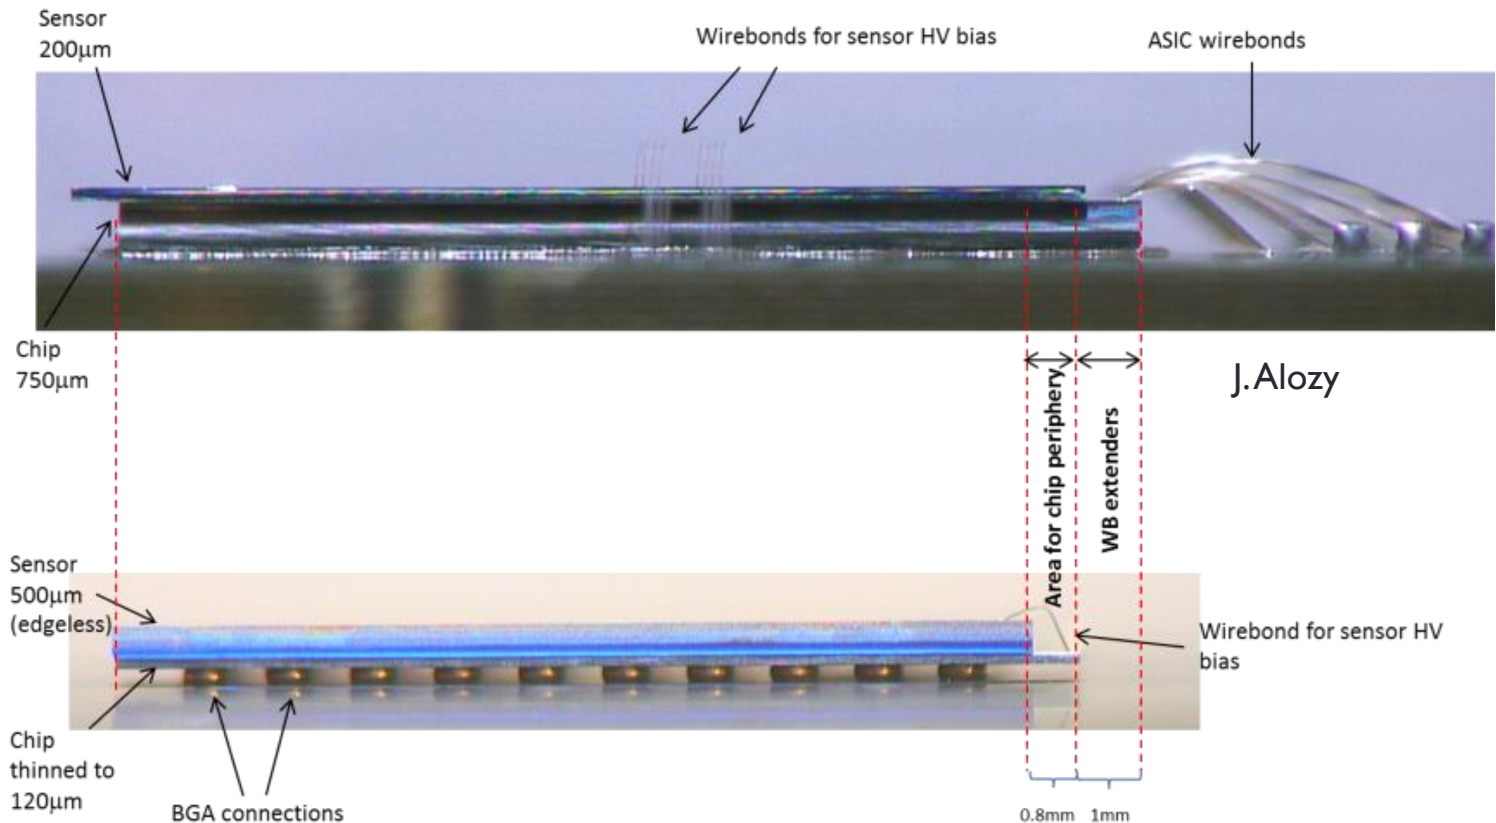 Sensor
200μm
Wirebonds for sensor HV bias
ASIC wirebonds
Chip
750μm
J.Alozy
Area for chip periphery
WB extenders
Sensor
500μm
(edgeless)
Wirebond for sensor HV
bias
Chip
thinned to
120μm
BGA connections
0.8mm
1mm